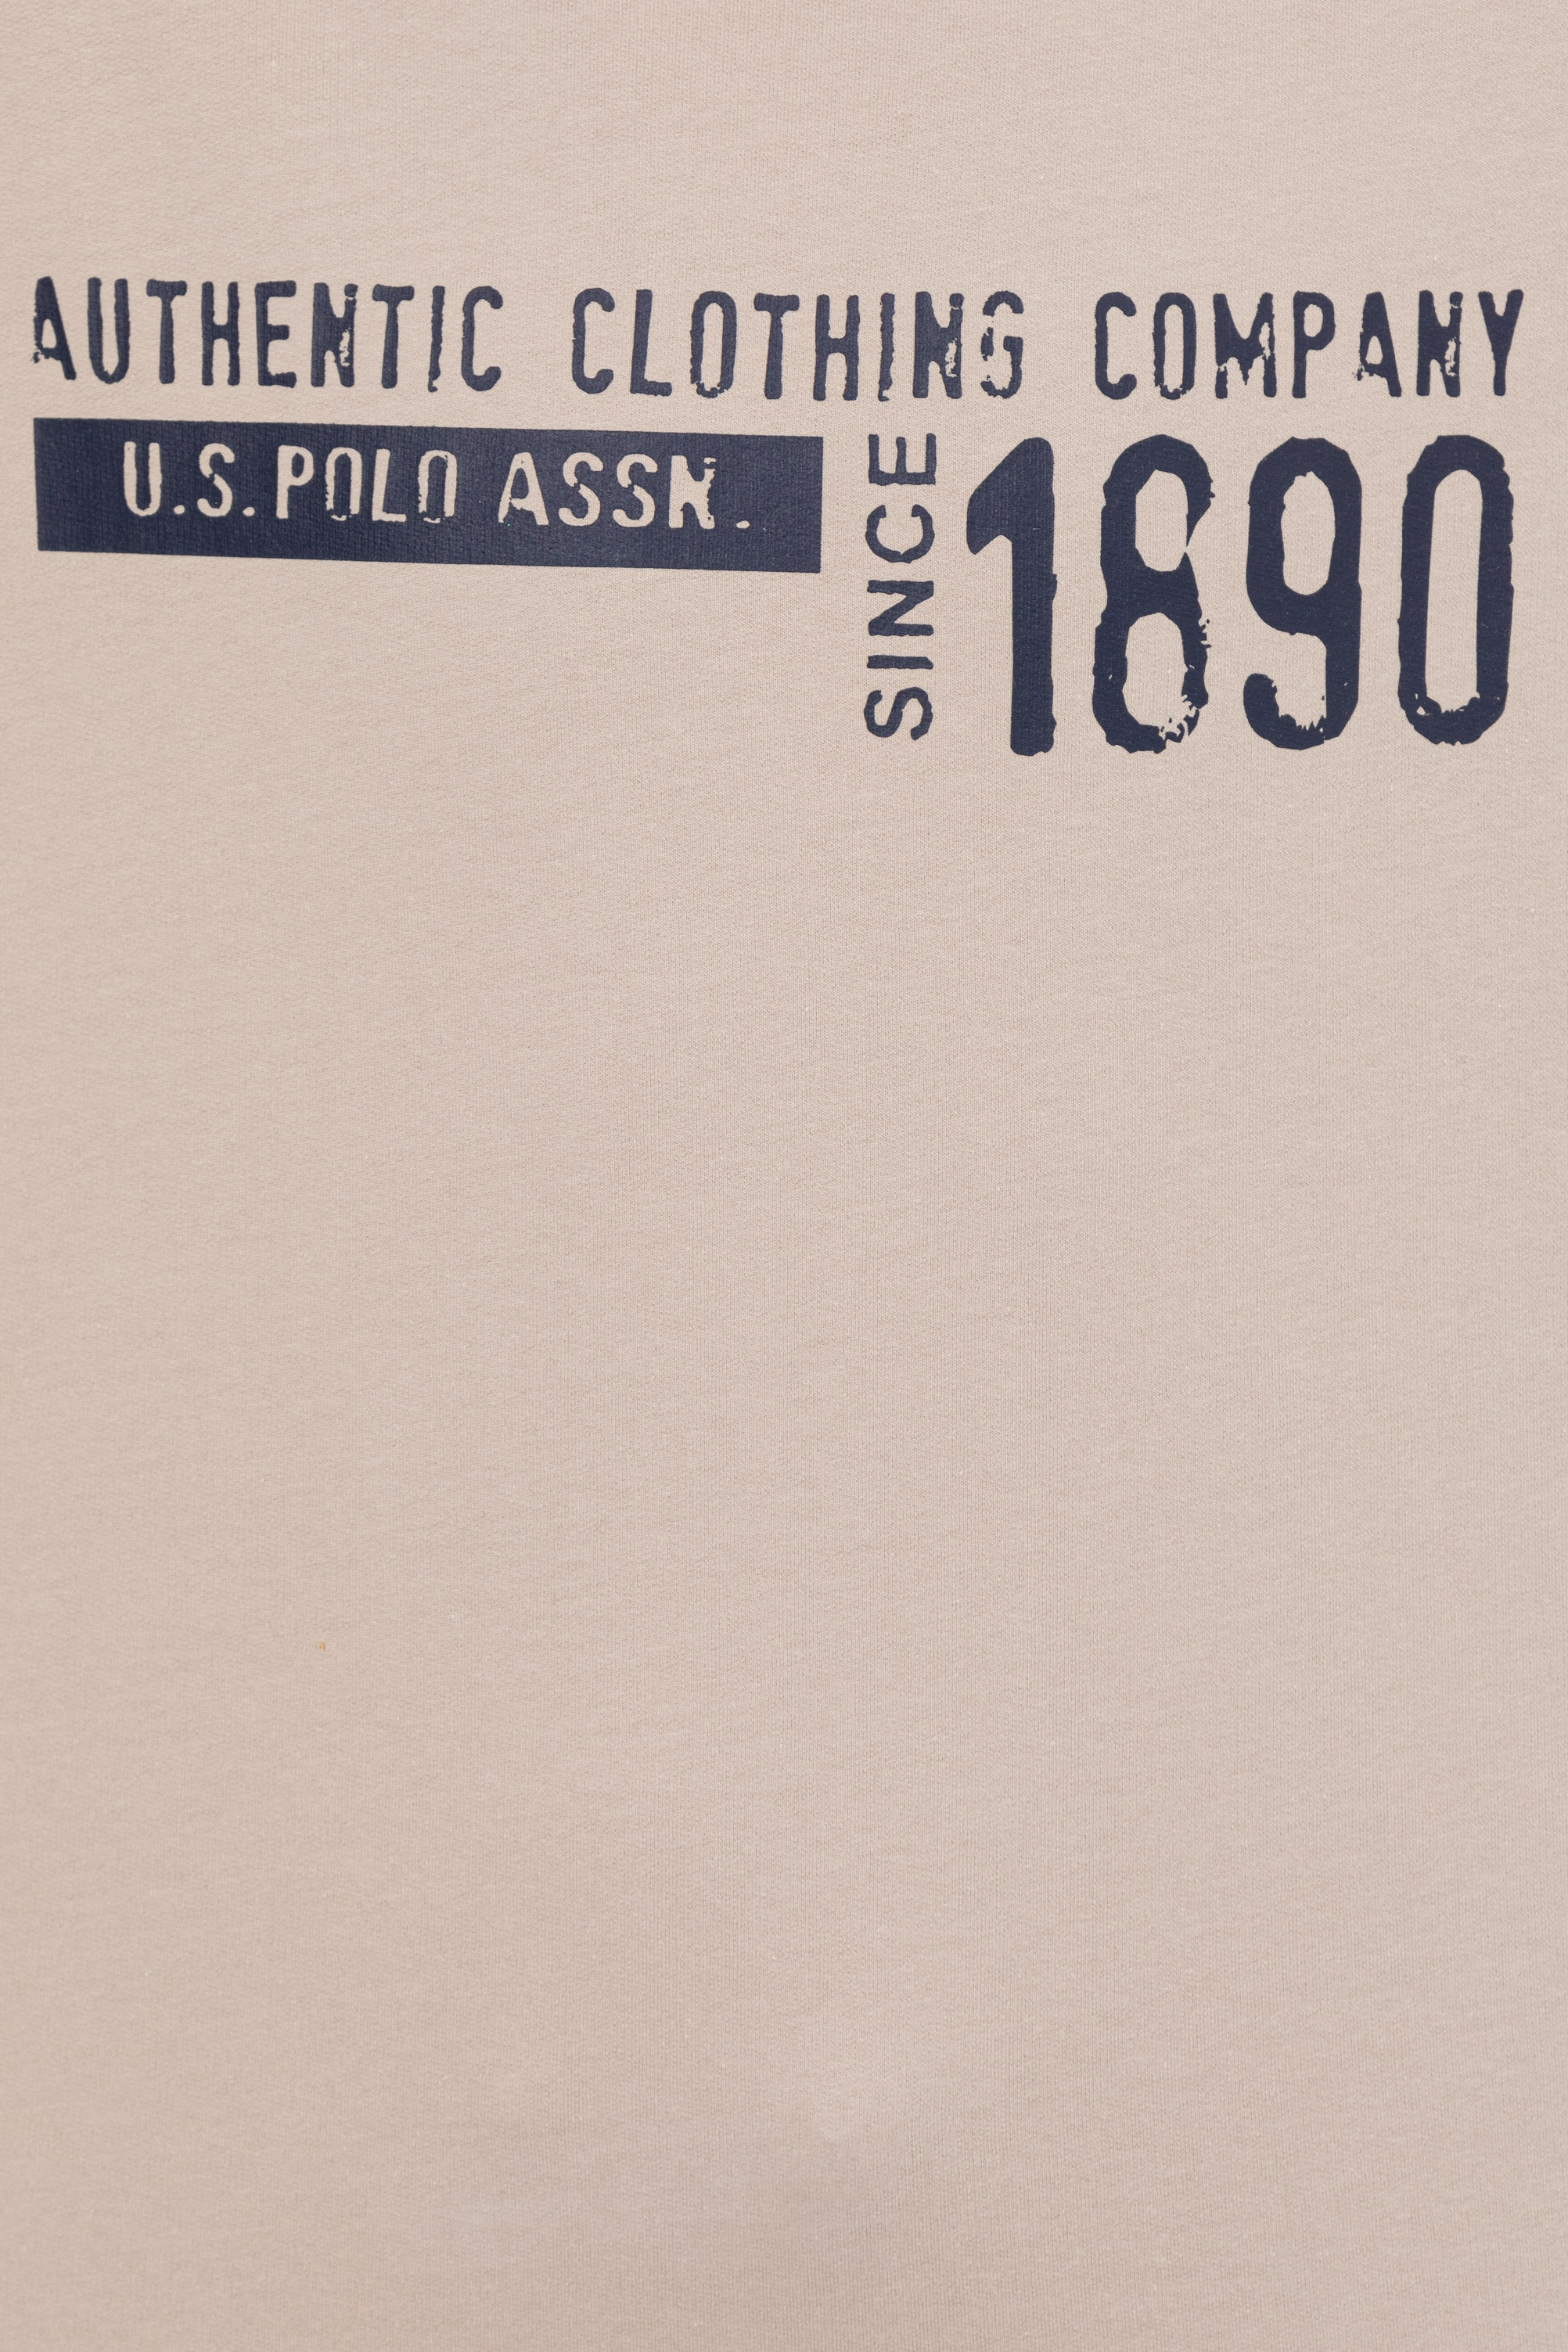 AUTHENTIC CLOTHING COMPANY
U.S.POLO ASSN.
SINCE
1890